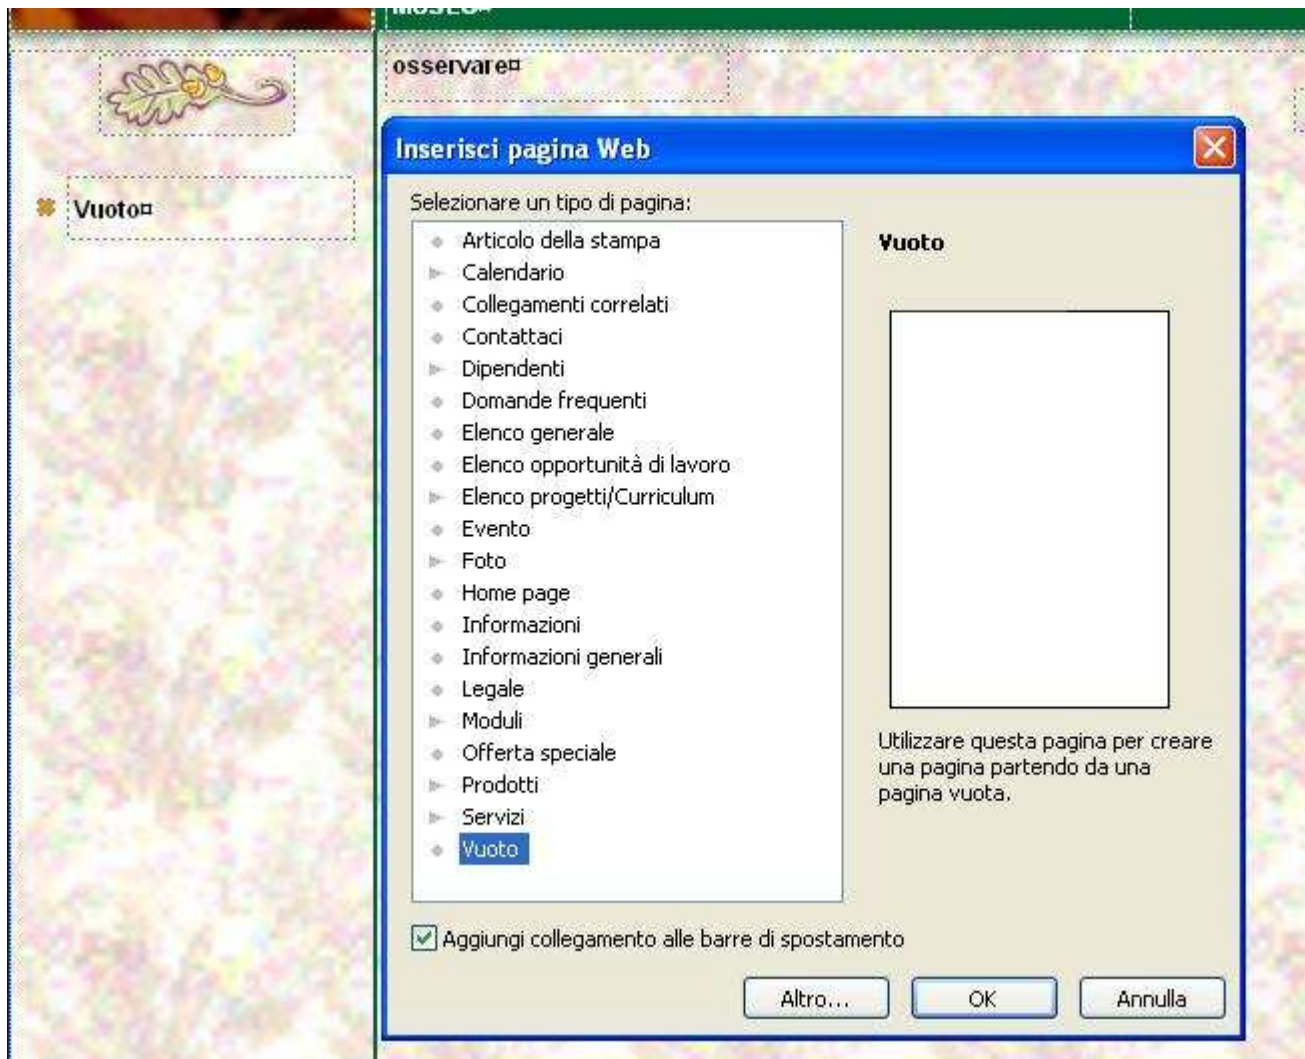 MUSEO¤
osservare¤
Vuoto¤
Inserisci pagina Web
Selezionare un tipo di pagina:
Articolo della stampa
Calendario
Collegamenti correlati
Contattaci
Dipendenti
Domande frequenti
Elenco generale
Elenco opportunità di lavoro
Elenco progetti/Curriculum
Evento
Foto
Home page
Informazioni
Informazioni generali
Legale
Moduli
Offerta speciale
Prodotti
Servizi
Vuoto
Vuoto
Utilizzare questa pagina per creare
una pagina partendo da una
pagina vuota.
Aggiungi collegamento alle barre di spostamento
Altro...
OK
Annulla